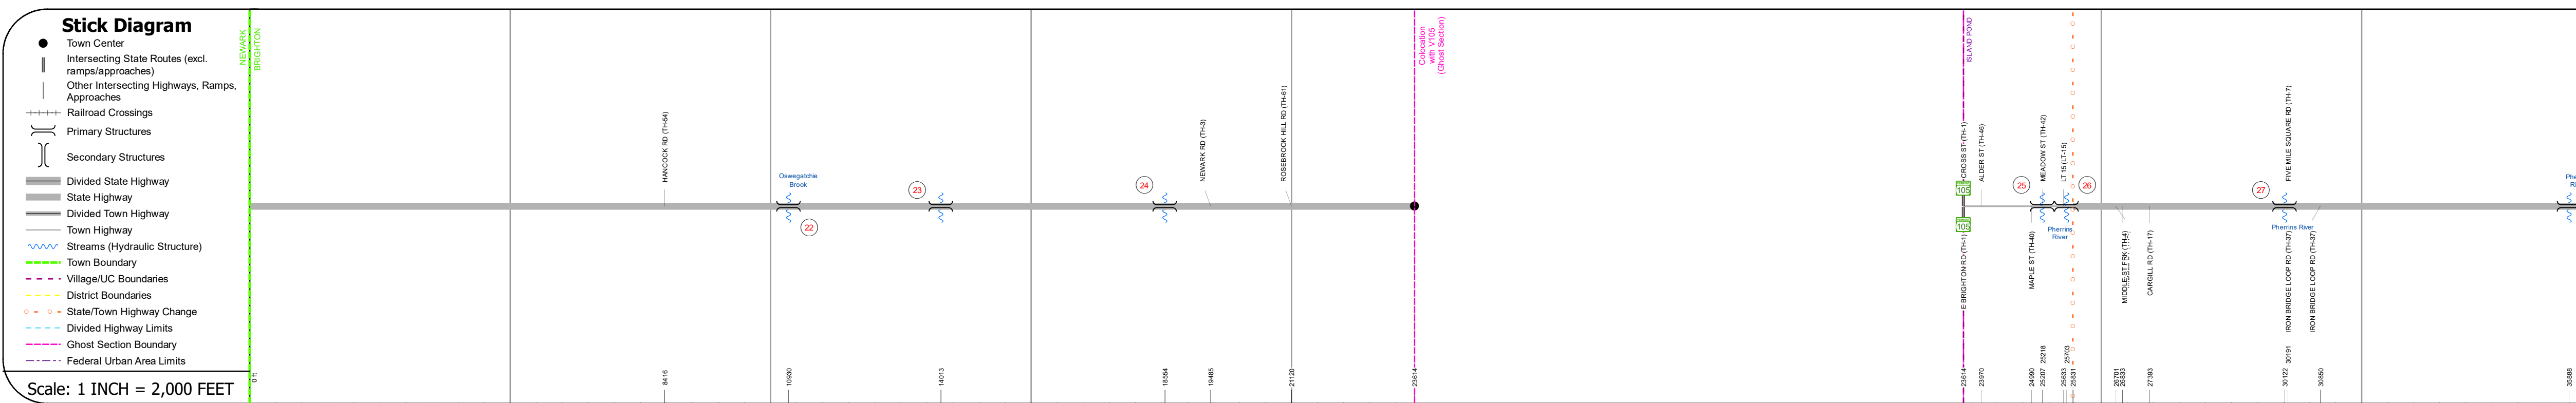 Stick Diagram
Town Center
Intersecting State Routes (excl.
ramps/approaches)
Other Intersecting Highways, Ramps,
Approaches
Railroad Crossings
Primary Structures
Secondary Structures
Divided State Highway
State Highway
Divided Town Highway
Town Highway
Streams (Hydraulic Structure)
Town Boundary
Village/UC Boundaries
District Boundaries
State/Town Highway Change
Divided Highway Limits
Ghost Section Boundary
Federal Urban Area Limits
Scale: 1 INCH = 2,000 FEET
NEWARK
BRIGHTON
0 ft
HANCOCK RD (TH-54)
8416
Oswegatchie
Brook
22
10930
23
14013
24
18554
NEWARK RD (TH-3)
19485
ROSEBROOK HILL RD (TH-61)
21120
Colocation
with V105
(Ghost Section)
23614
ISLAND POND
CROSS ST (TH-1)
105
105
E BRIGHTON RD (TH-1)
23614
ALDER ST (TH-46)
23970
25
MAPLE ST (TH-40)
24990
MEADOW ST (TH-42)
25207
25218
LT 15 (LT-15)
Pherrins
River
25633
25703
26
25831
MIDDLE ST FRK (TH-4)
26701
26833
CARGILL RD (TH-17)
27393
27
FIVE MILE SQUARE RD (TH-7)
Pherrins River
IRON BRIDGE LOOP RD (TH-37)
30122
30191
IRON BRIDGE LOOP RD (TH-37)
30850
35888